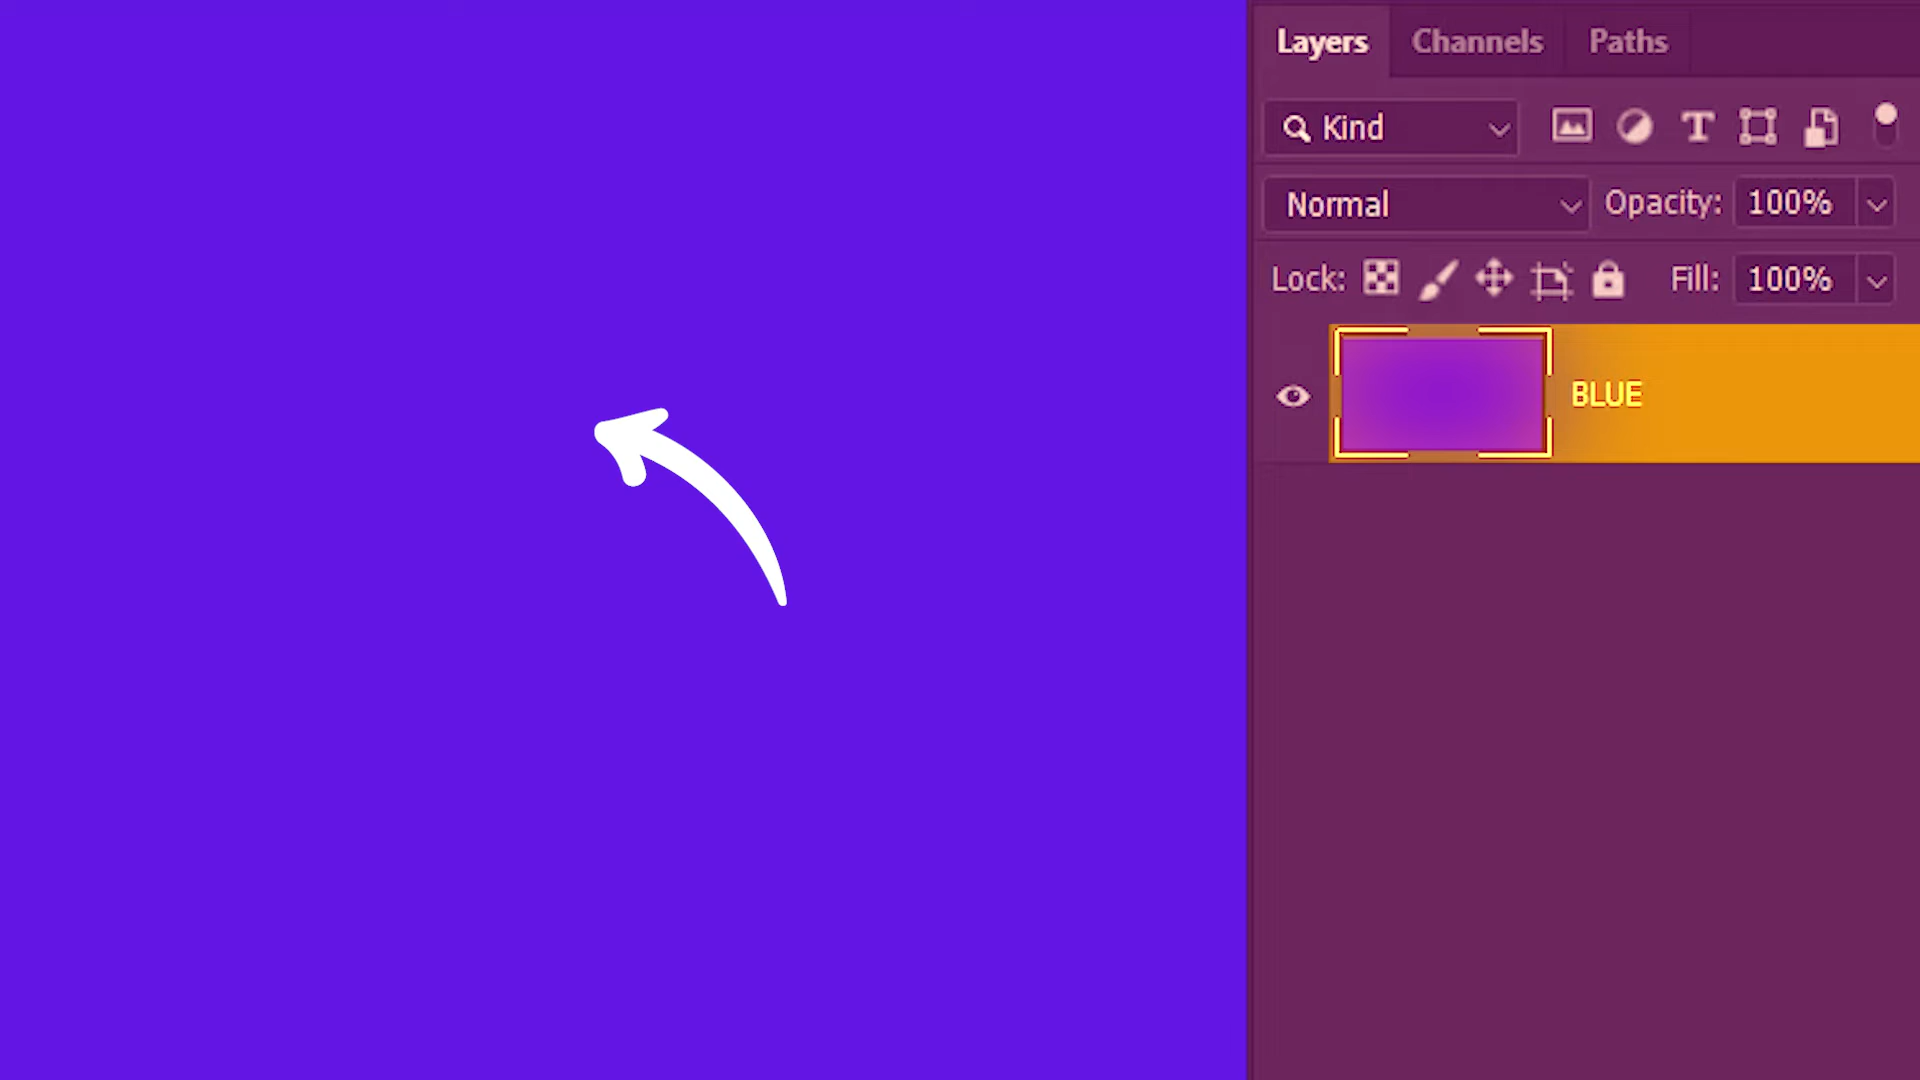 Layers Channels Paths
Kind
Normal Opacity: 100%
Lock: Fill: 100%
BLUE